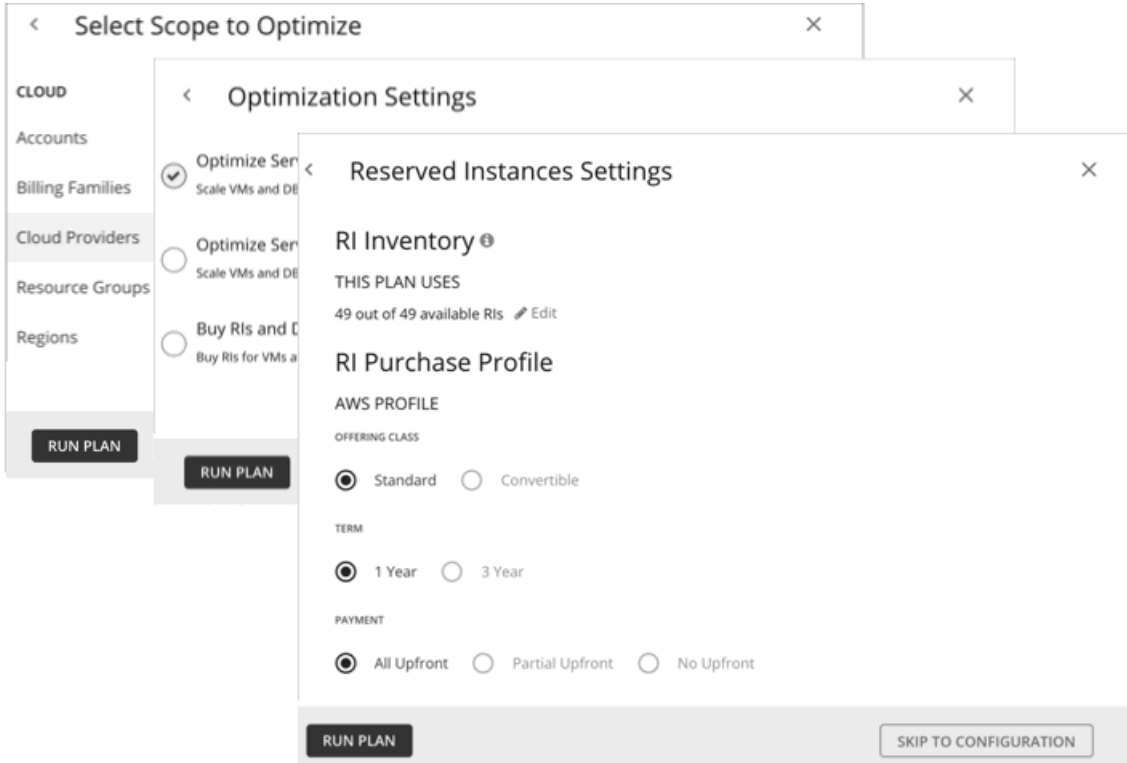 Select Scope to Optimize
CLOUD
Accounts
Billing Families
Cloud Providers
Resource Groups
Regions
RUN PLAN
Optimization Settings
Optimize Ser
Scale VMs and DB
Optimize Ser
Scale VMs and DB
Buy RIs and D
Buy RIs for VMs a
RUN PLAN
Reserved Instances Settings
RI Inventory
THIS PLAN USES
49 out of 49 available RIs Edit
RI Purchase Profile
AWS PROFILE
OFFERING CLASS
Standard Convertible
TERM
1 Year 3 Year
PAYMENT
All Upfront Partial Upfront No Upfront
RUN PLAN SKIP TO CONFIGURATION